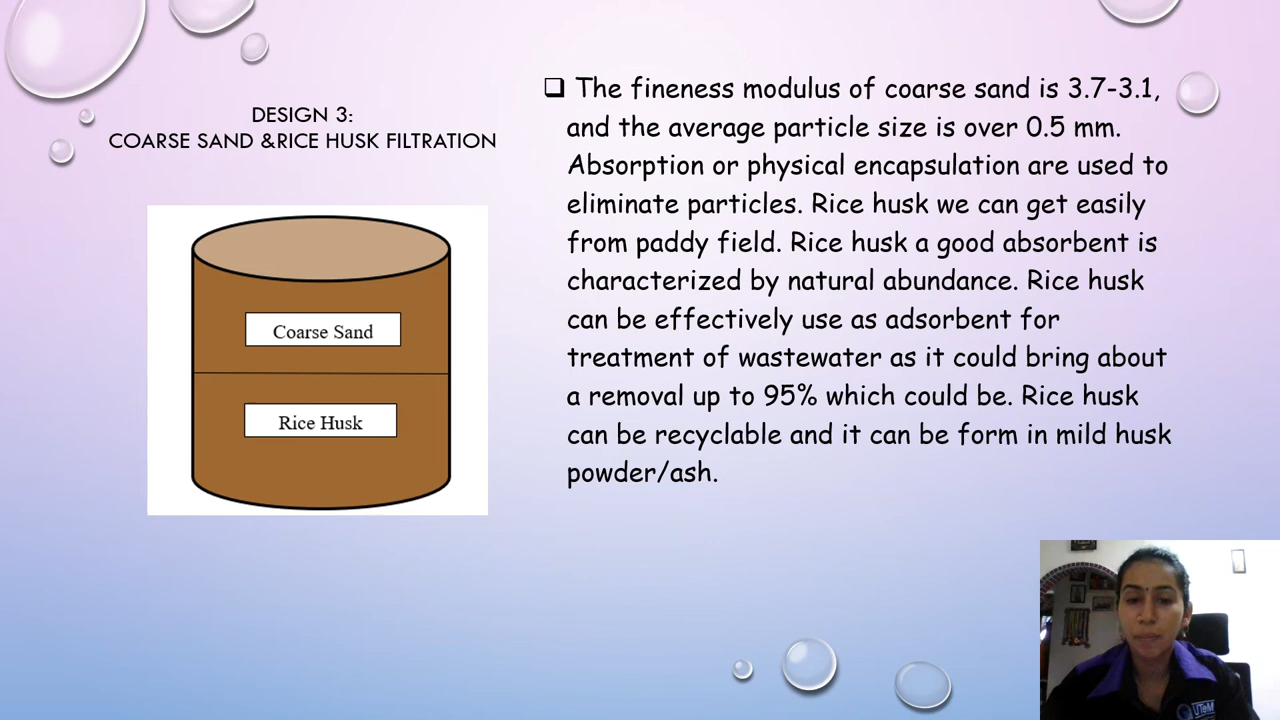 DESIGN 3:
COARSE SAND &RICE HUSK FILTRATION
Coarse Sand
Rice Husk
❑ The fineness modulus of coarse sand is 3.7-3.1,
and the average particle size is over 0.5 mm.
Absorption or physical encapsulation are used to
eliminate particles. Rice husk we can get easily
from paddy field. Rice husk a good absorbent is
characterized by natural abundance. Rice husk
can be effectively use as adsorbent for
treatment of wastewater as it could bring about
a removal up to 95% which could be. Rice husk
can be recyclable and it can be form in mild husk
powder/ash.
UTeM